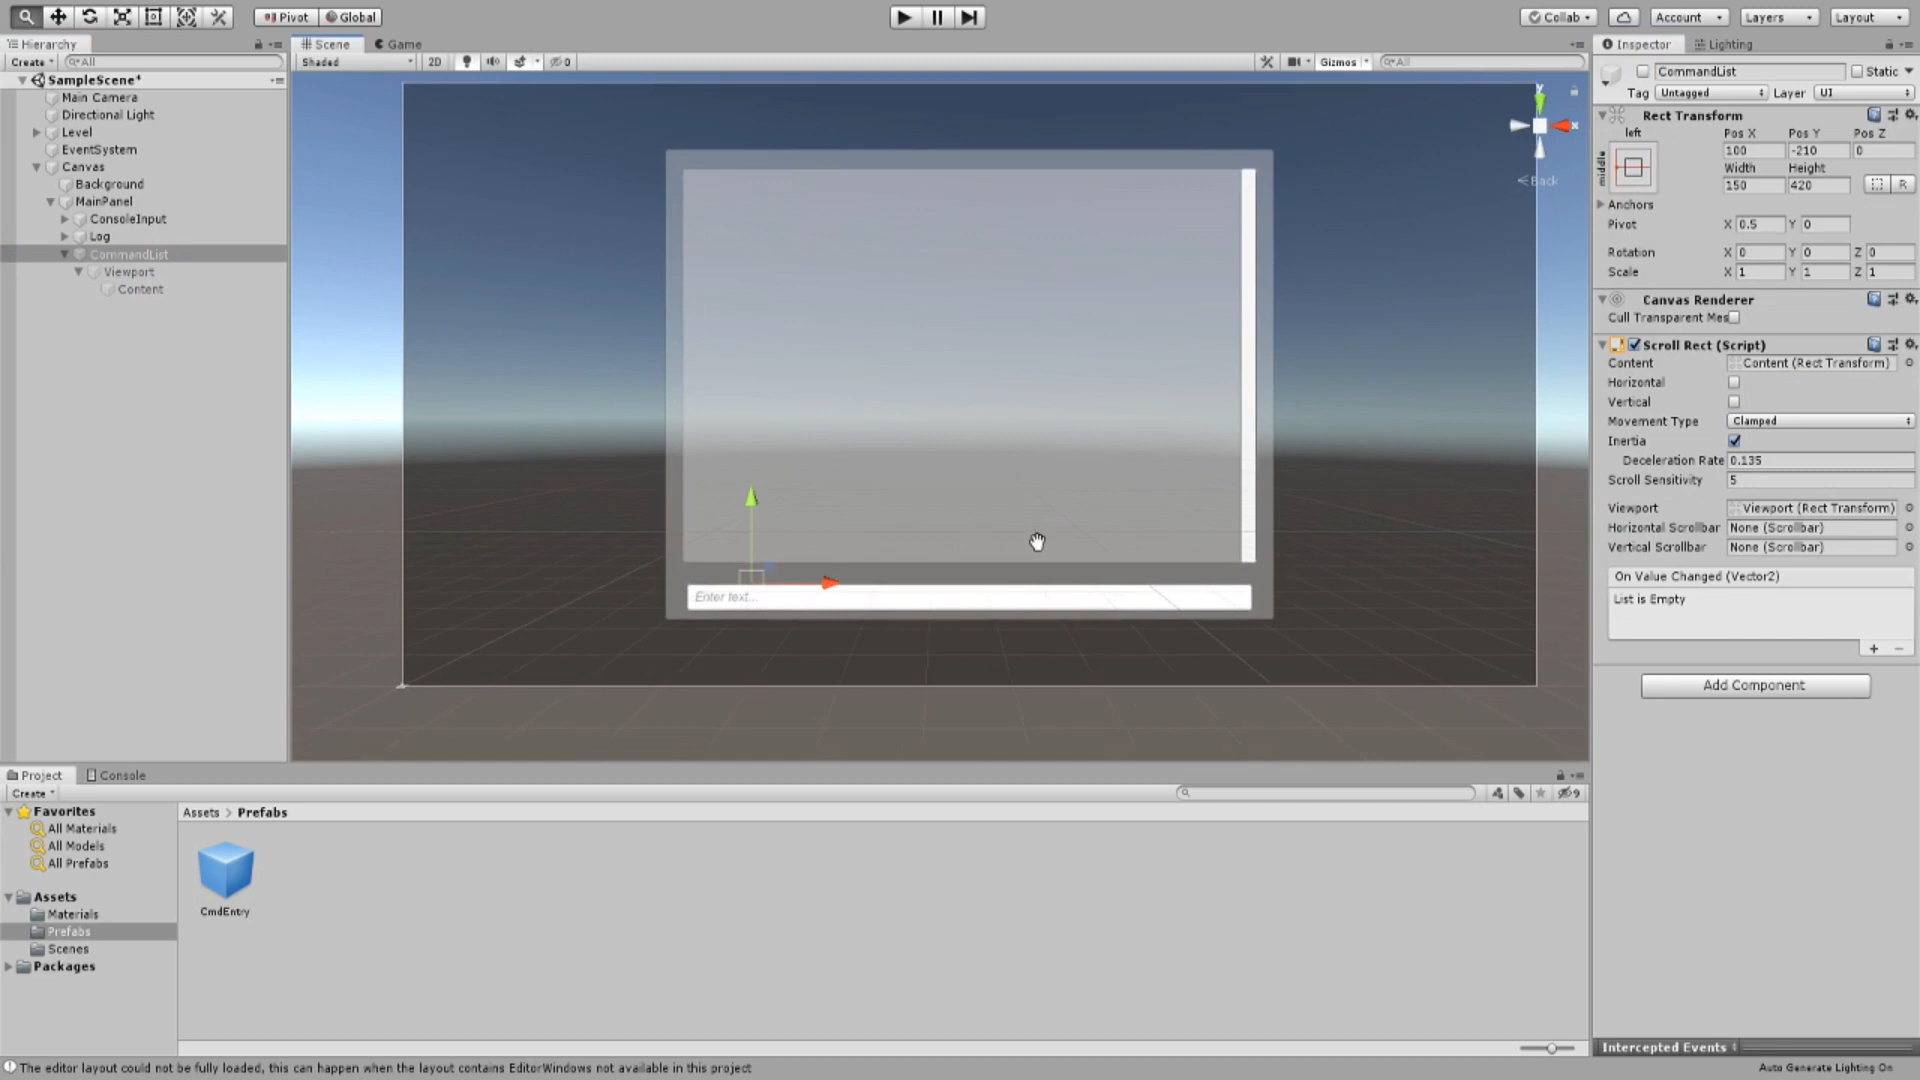 Pivot Global Collab Account Layers Layout
Hierarchy
Create All
SampleScene*
Main Camera
Directional Light
Level
EventSystem
Canvas
Background
MainPanel
ConsoleInput
Log
CommandList
Viewport
Content
Scene Game
Shaded 2D 0 Gizmos All
y
x
Back
Enter text...
Inspector Lighting
CommandList Static
Tag Untagged Layer UI
Rect Transform
left Pos X Pos Y Pos Z
middle 100 -210 0
Width Height
150 420 R
Anchors
Pivot X 0.5 Y 0
Rotation X 0 Y 0 Z 0
Scale X 1 Y 1 Z 1
Canvas Renderer
Cull Transparent Mes
Scroll Rect (Script)
Content Content (Rect Transform)
Horizontal
Vertical
Movement Type Clamped
Inertia
Deceleration Rate 0.135
Scroll Sensitivity 5
Viewport Viewport (Rect Transform)
Horizontal Scrollbar None (Scrollbar)
Vertical Scrollbar None (Scrollbar)
On Value Changed (Vector2)
List is Empty
+ −
Add Component
Intercepted Events
Project Console
Create 9
Favorites
All Materials
All Models
All Prefabs
Assets
Materials
Prefabs
Scenes
Packages
Assets > Prefabs
CmdEntry
The editor layout could not be fully loaded, this can happen when the layout contains EditorWindows not available in this project
Auto Generate Lighting On